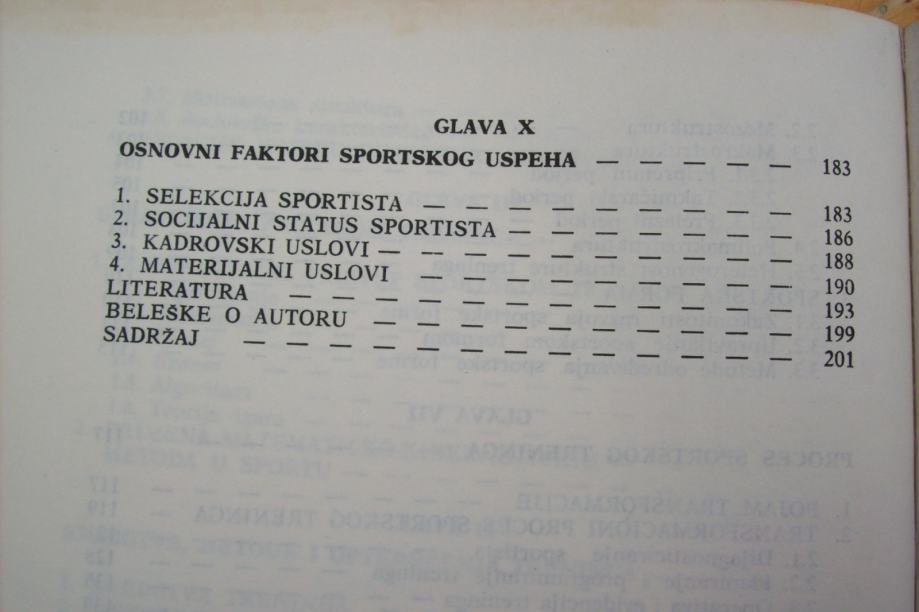 GLAVA X
OSNOVNI FAKTORI SPORTSKOG USPEHA — — — — — 183
1. SELEKCIJA SPORTISTA — — — — — — — — — — 183
2. SOCIJALNI STATUS SPORTISTA — — — — — — — 186
3. KADROVSKI USLOVI — — — — — — — — — — — 188
4. MATERIJALNI USLOVI — — — — — — — — — — 190
LITERATURA — — — — — — — — — — — — — 193
BELEŠKE O AUTORU — — — — — — — — — — — 199
SADRŽAJ — — — — — — — — — — — — — — 201